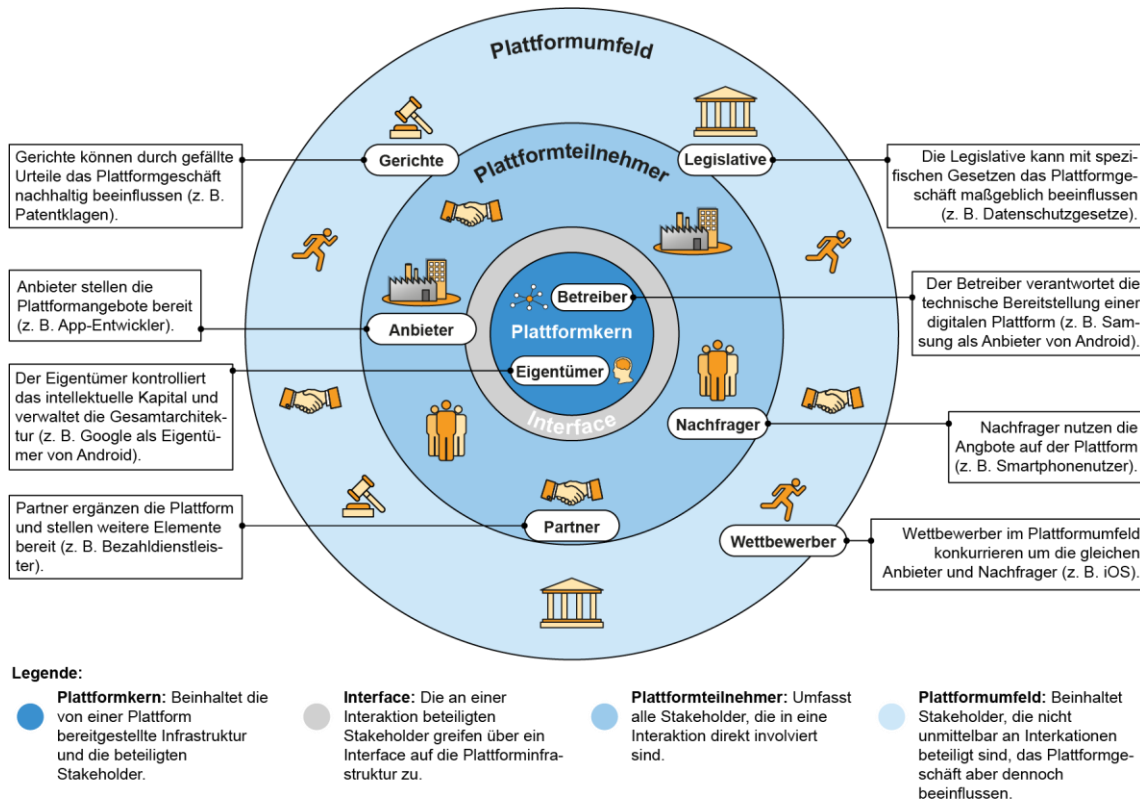 Plattformumfeld
Plattformteilnehmer
Gerichte
Legislative
Anbieter
Betreiber
Plattformkern
Eigentümer
Interface
Nachfrager
Partner
Wettbewerber
Gerichte können durch gefällte
Urteile das Plattformgeschäft
nachhaltig beeinflussen (z. B.
Patentklagen).
Anbieter stellen die
Plattformangebote bereit
(z. B. App-Entwickler).
Der Eigentümer kontrolliert
das intellektuelle Kapital und
verwaltet die Gesamtarchitek-
tur (z. B. Google als Eigentü-
mer von Android).
Partner ergänzen die Plattform
und stellen weitere Elemente
bereit (z. B. Bezahldienstleis-
ter).
Die Legislative kann mit spezi-
fischen Gesetzen das Plattformge-
schäft maßgeblich beeinflussen
(z. B. Datenschutzgesetze).
Der Betreiber verantwortet die
technische Bereitstellung einer
digitalen Plattform (z. B. Sam-
sung als Anbieter von Android).
Nachfrager nutzen die
Angebote auf der Plattform
(z. B. Smartphonenutzer).
Wettbewerber im Plattformumfeld
konkurrieren um die gleichen
Anbieter und Nachfrager (z. B. iOS).
Legende:
Plattformkern: Beinhaltet die
von einer Plattform
bereitgestellte Infrastruktur
und die beteiligten
Stakeholder.
Interface: Die an einer
Interaktion beteiligten
Stakeholder greifen über ein
Interface auf die Plattforminfra-
struktur zu.
Plattformteilnehmer: Umfasst
alle Stakeholder, die in eine
Interaktion direkt involviert
sind.
Plattformumfeld: Beinhaltet
Stakeholder, die nicht
unmittelbar an Interkationen
beteiligt sind, das Plattformge-
schäft aber dennoch
beeinflussen.